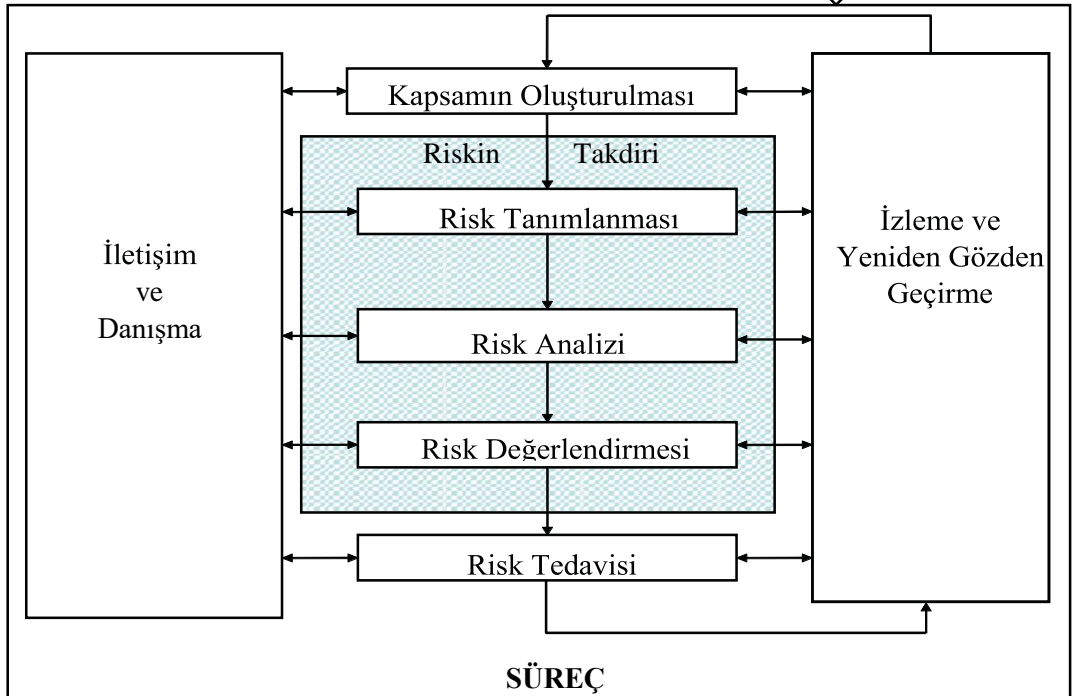 Kapsamın Oluşturulması
Riskin Takdiri
Risk Tanımlanması
İletişim
ve
Danışma
İzleme ve
Yeniden Gözden
Geçirme
Risk Analizi
Risk Değerlendirmesi
Risk Tedavisi
SÜREÇ